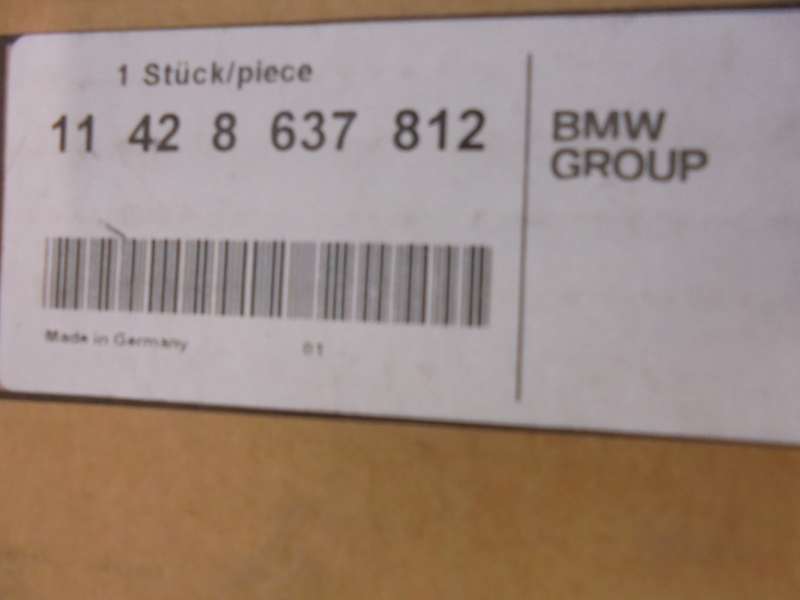 1 Stück/piece
11 42 8 637 812
BMW
GROUP
Made in Germany
01